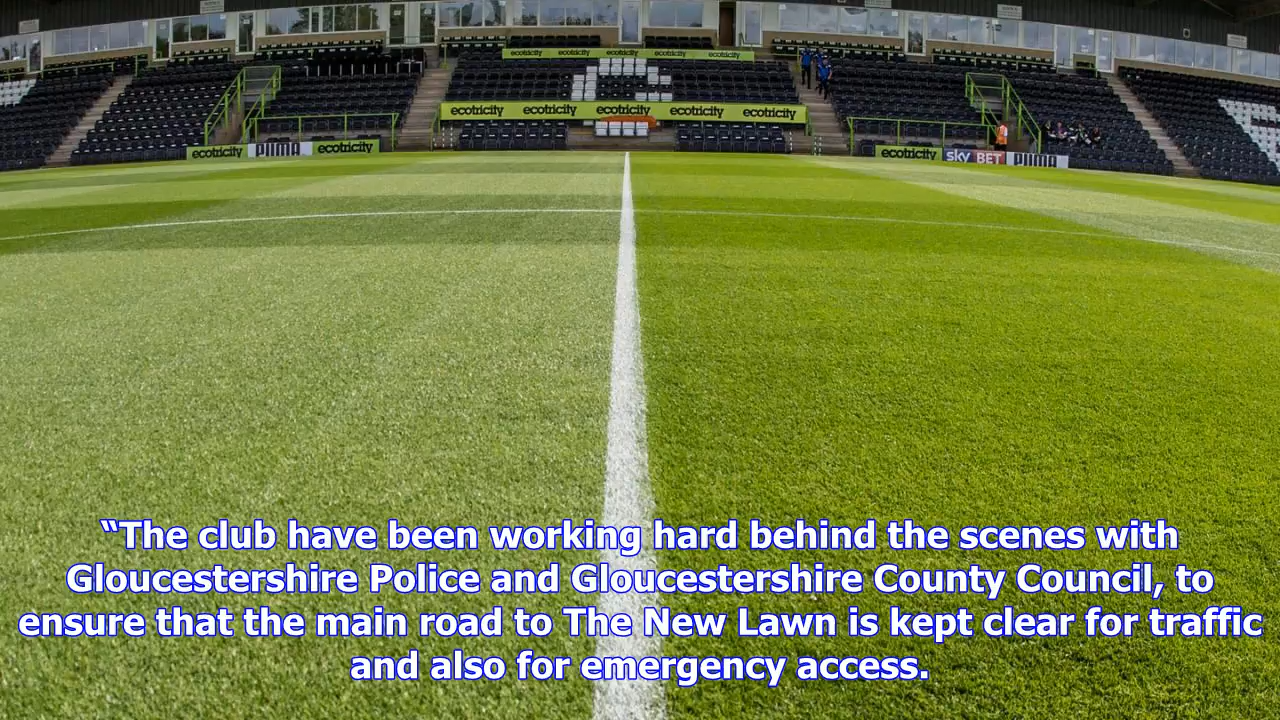 ecotricity ecotricity ecotricity
ecotricity ecotricity ecotricity ecotricity ecotricity
ecotricity PUMA ecotricity
ecotricity sky BET PUMA
“The club have been working hard behind the scenes with
Gloucestershire Police and Gloucestershire County Council, to
ensure that the main road to The New Lawn is kept clear for traffic
and also for emergency access.